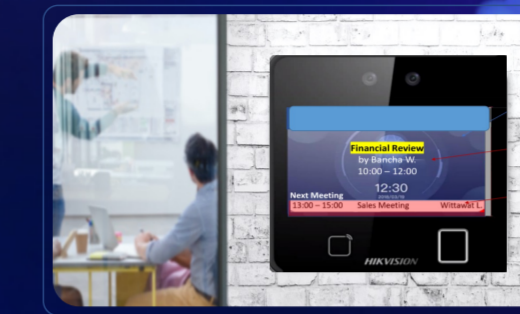 Financial Review
by Bancha W.
10:00 – 12:00
12:30
Next Meeting
13:00 – 15:00 Sales Meeting Wittawat L.
HIKVISION